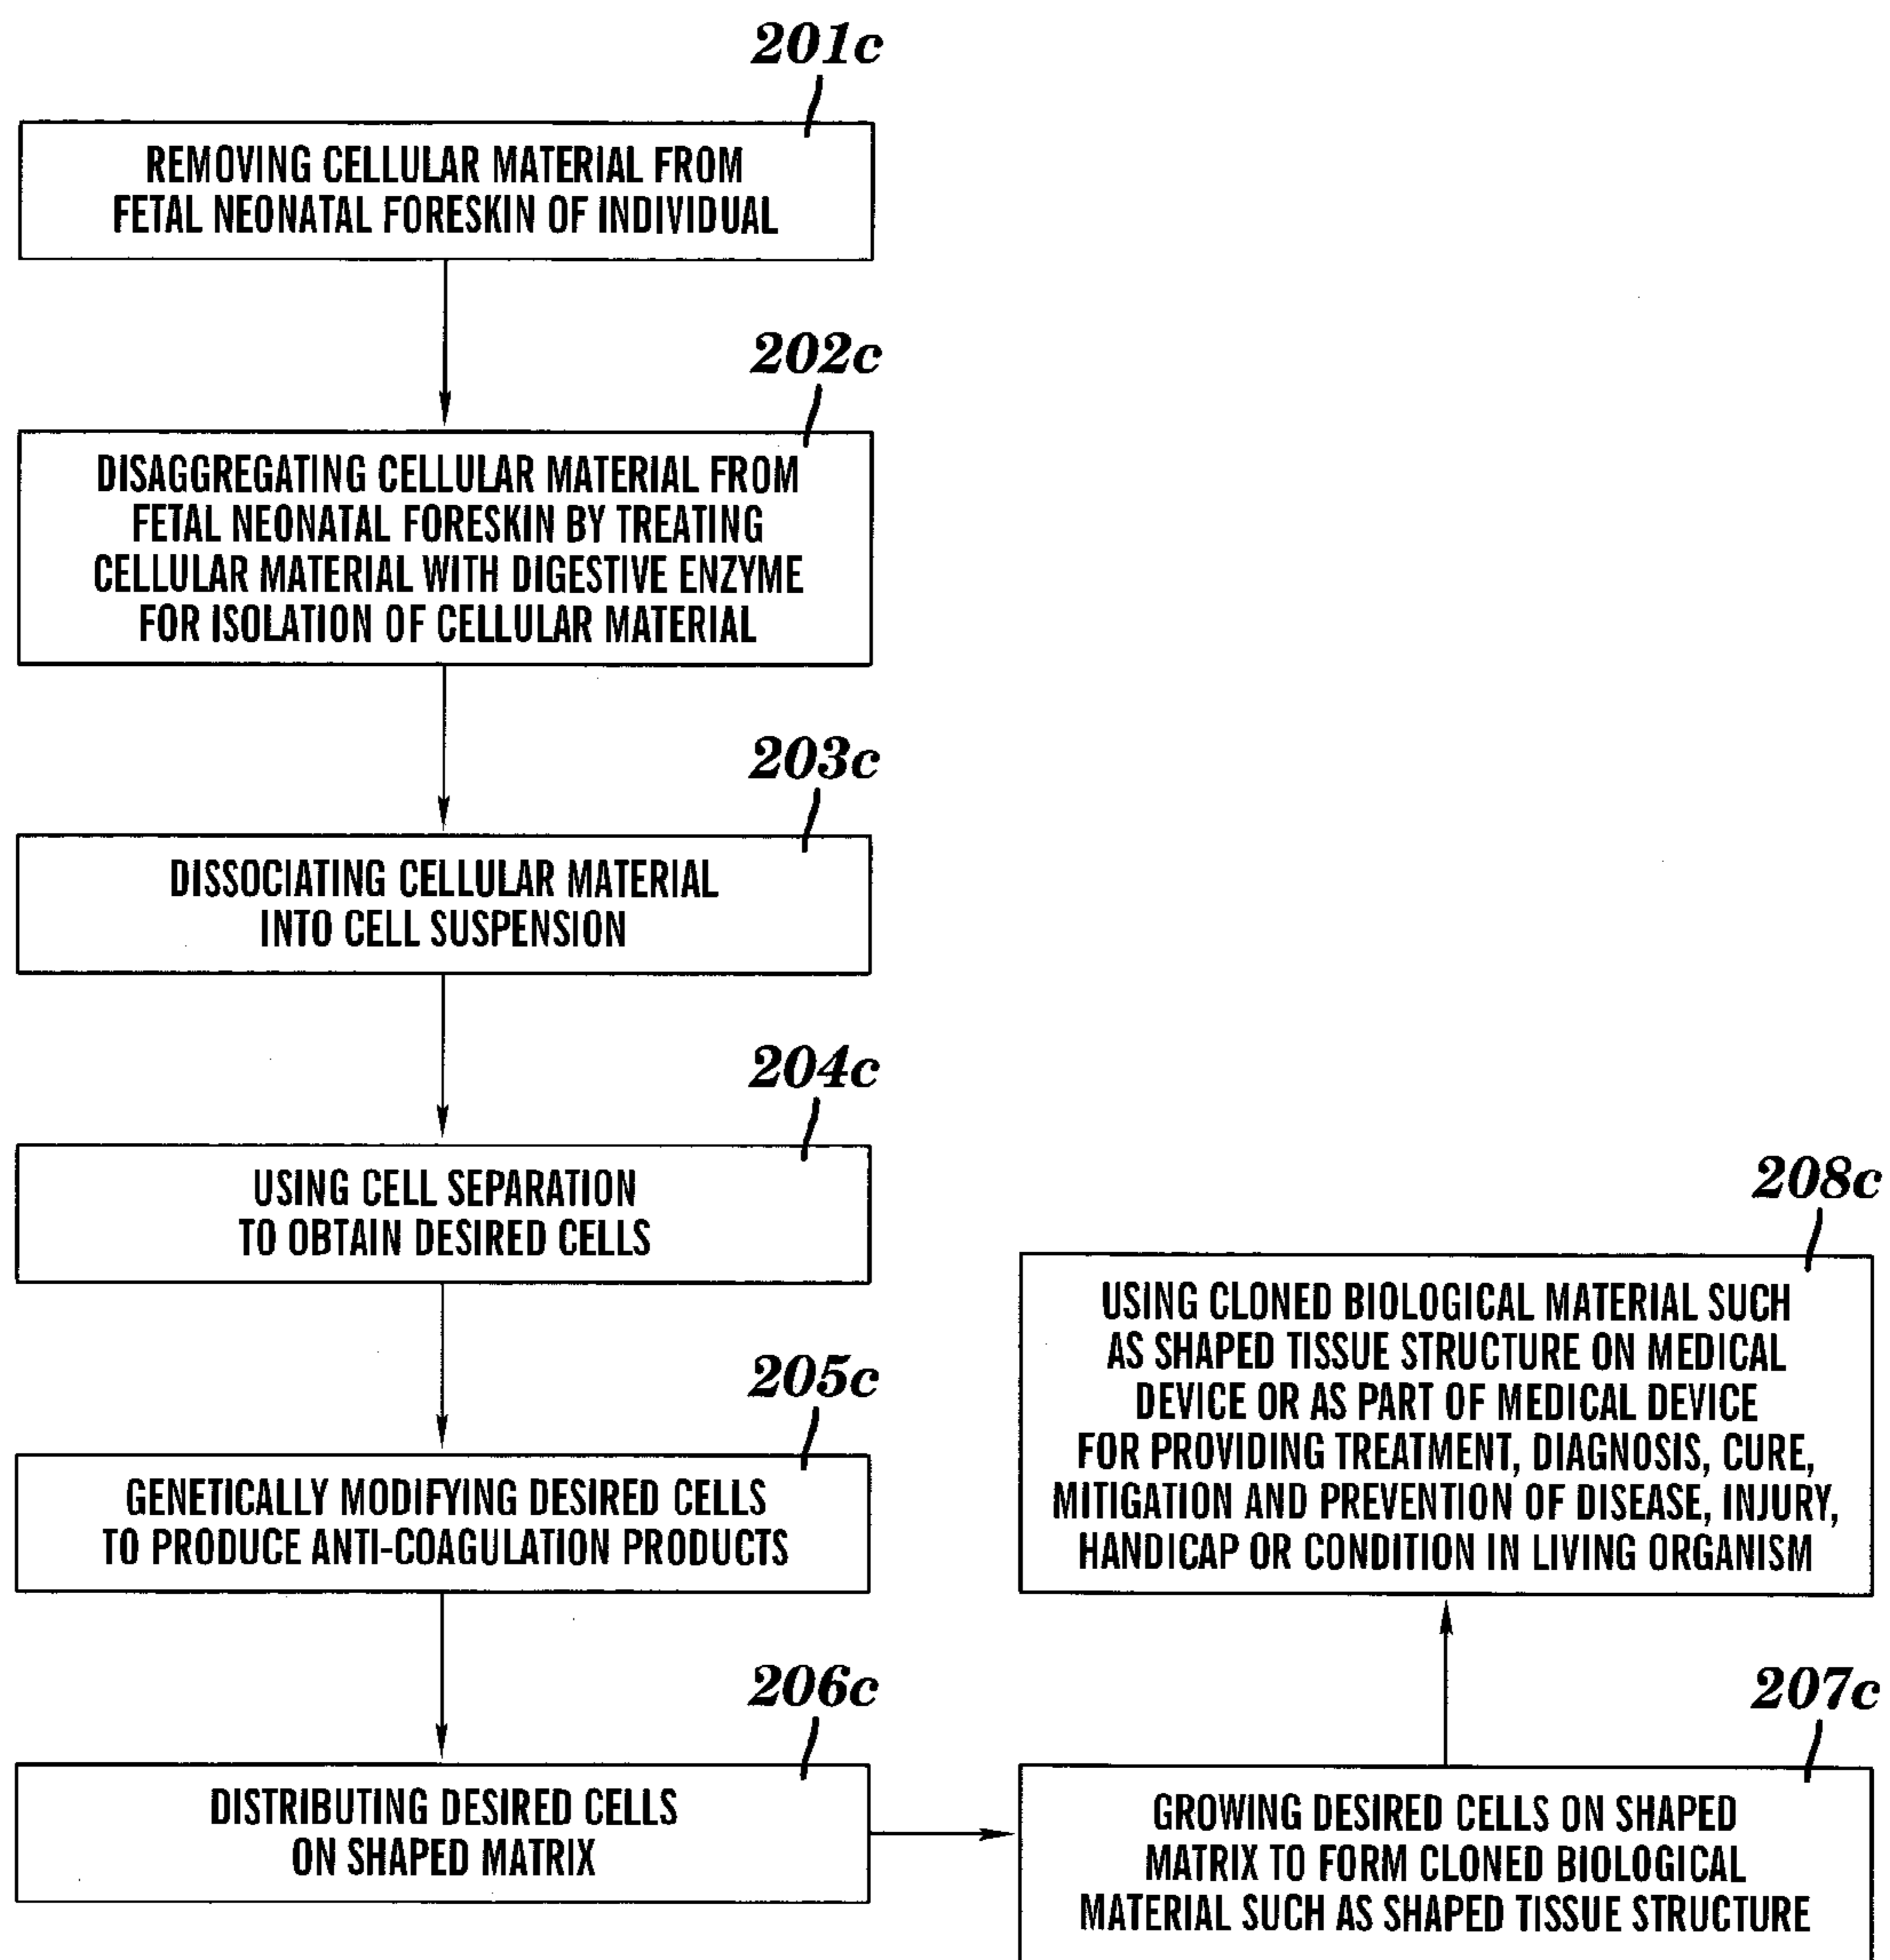 201c
REMOVING CELLULAR MATERIAL FROM
FETAL NEONATAL FORESKIN OF INDIVIDUAL
202c
DISAGGREGATING CELLULAR MATERIAL FROM
FETAL NEONATAL FORESKIN BY TREATING
CELLULAR MATERIAL WITH DIGESTIVE ENZYME
FOR ISOLATION OF CELLULAR MATERIAL
203c
DISSOCIATING CELLULAR MATERIAL
INTO CELL SUSPENSION
204c
USING CELL SEPARATION
TO OBTAIN DESIRED CELLS
205c
GENETICALLY MODIFYING DESIRED CELLS
TO PRODUCE ANTI-COAGULATION PRODUCTS
206c
DISTRIBUTING DESIRED CELLS
ON SHAPED MATRIX
207c
GROWING DESIRED CELLS ON SHAPED
MATRIX TO FORM CLONED BIOLOGICAL
MATERIAL SUCH AS SHAPED TISSUE STRUCTURE
208c
USING CLONED BIOLOGICAL MATERIAL SUCH
AS SHAPED TISSUE STRUCTURE ON MEDICAL
DEVICE OR AS PART OF MEDICAL DEVICE
FOR PROVIDING TREATMENT, DIAGNOSIS, CURE,
MITIGATION AND PREVENTION OF DISEASE, INJURY,
HANDICAP OR CONDITION IN LIVING ORGANISM